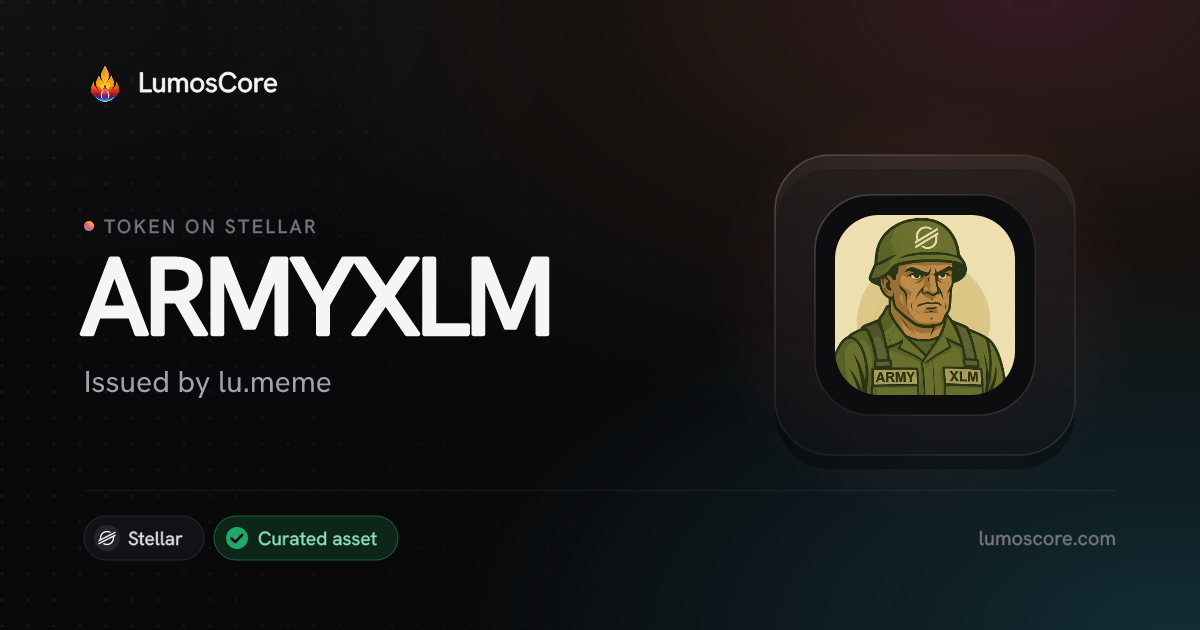 LumosCore
TOKEN ON STELLAR
ARMYXLM
Issued by lu.meme
ARMY XLM
Stellar
Curated asset
lumoscore.com